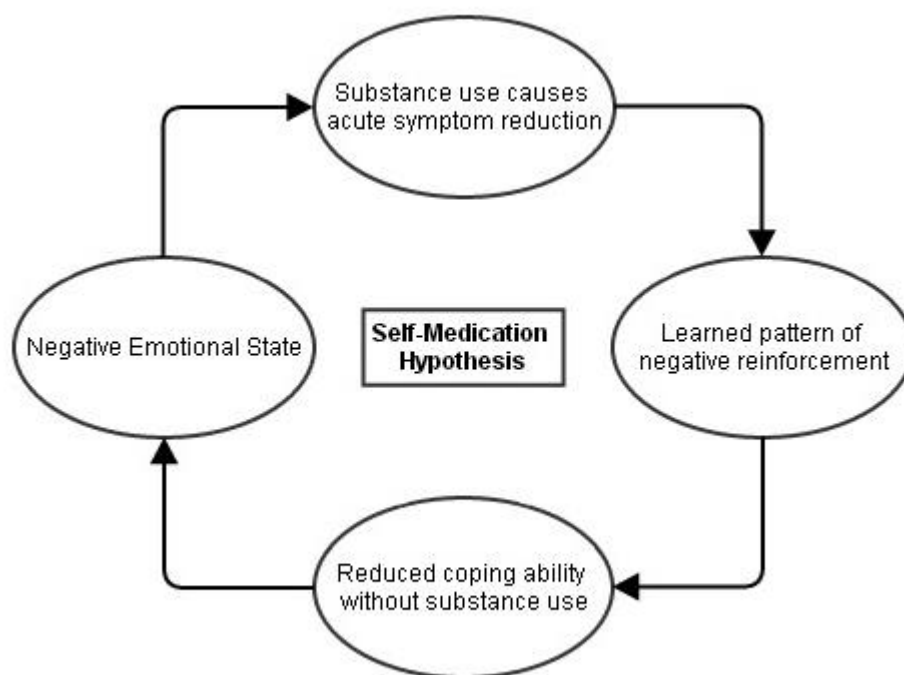 Substance use causes
acute symptom reduction
Negative Emotional State
Self-Medication
Hypothesis
Learned pattern of
negative reinforcement
Reduced coping ability
without substance use